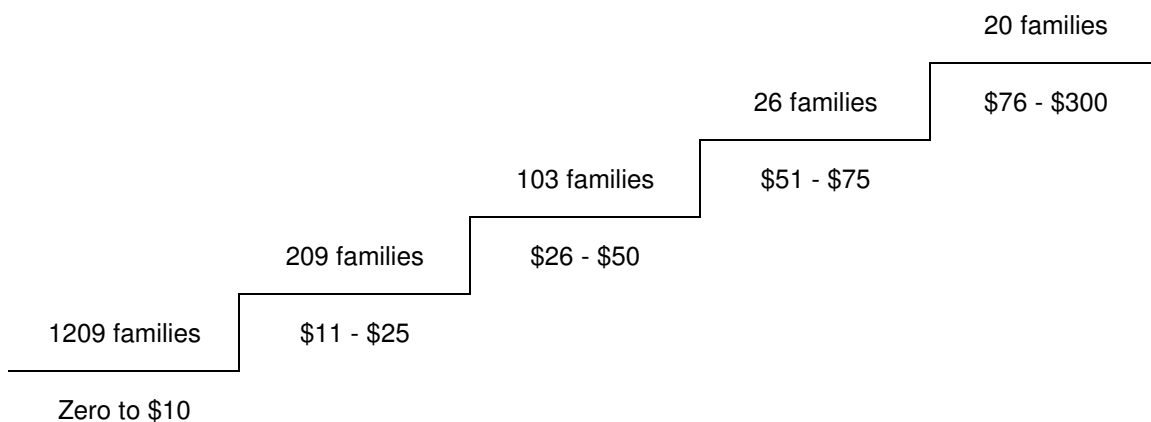 20 families
$76 - $300
26 families
$51 - $75
103 families
$26 - $50
209 families
$11 - $25
1209 families
Zero to $10